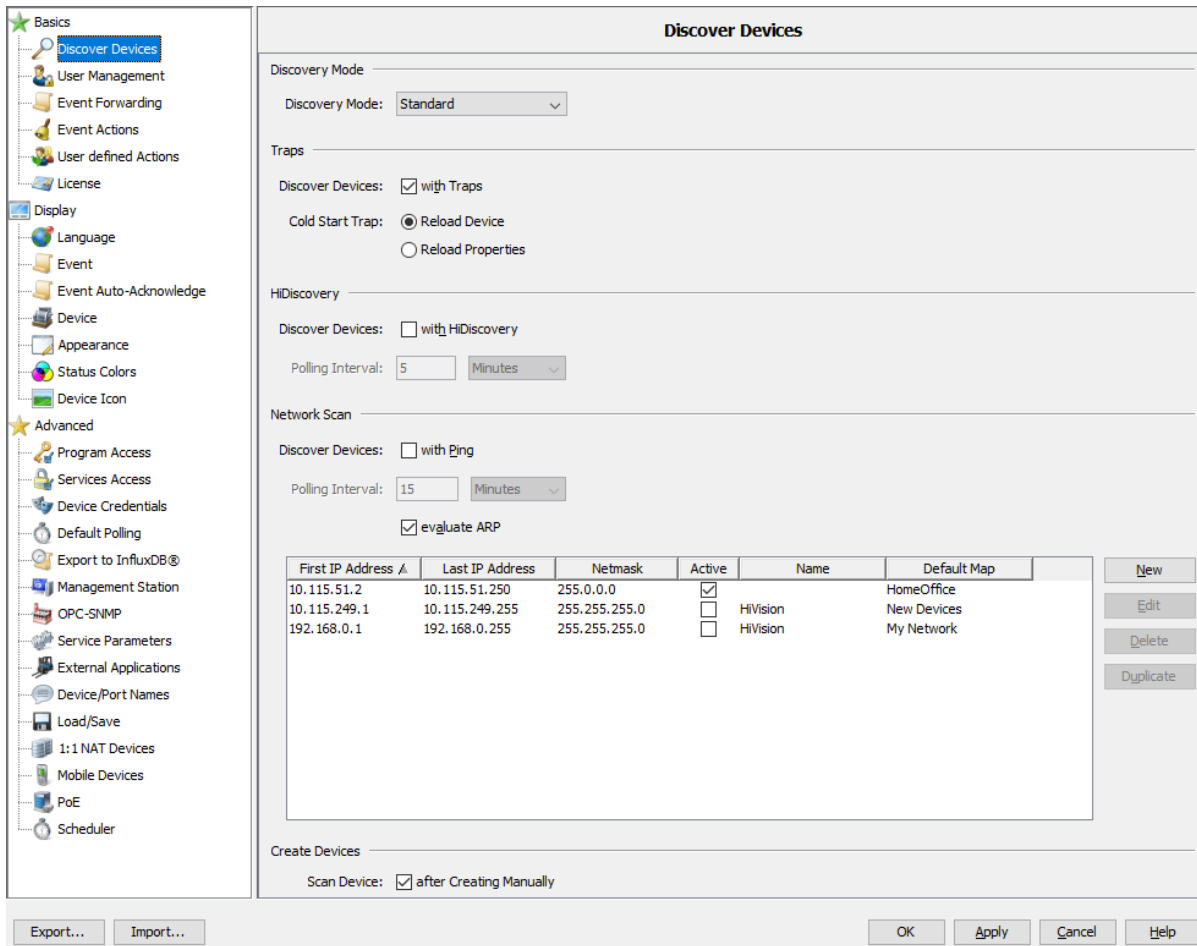 Basics
Discover Devices
User Management
Event Forwarding
Event Actions
User defined Actions
License
Display
Language
Event
Event Auto-Acknowledge
Device
Appearance
Status Colors
Device Icon
Advanced
Program Access
Services Access
Device Credentials
Default Polling
Export to InfluxDB®
Management Station
OPC-SNMP
Service Parameters
External Applications
Device/Port Names
Load/Save
1:1 NAT Devices
Mobile Devices
PoE
Scheduler
Discover Devices
Discovery Mode
Discovery Mode: Standard
Traps
Discover Devices: with Traps
Cold Start Trap: Reload Device
Reload Properties
HiDiscovery
Discover Devices: with HiDiscovery
Polling Interval: 5 Minutes
Network Scan
Discover Devices: with Ping
Polling Interval: 15 Minutes
evaluate ARP
First IP Address Last IP Address Netmask Active Name Default Map
10.115.51.2 10.115.51.250 255.0.0.0 HomeOffice
10.115.249.1 10.115.249.255 255.255.255.0 HiVision New Devices
192.168.0.1 192.168.0.255 255.255.255.0 HiVision My Network
New
Edit
Delete
Duplicate
Create Devices
Scan Device: after Creating Manually
Export... Import... OK Apply Cancel Help